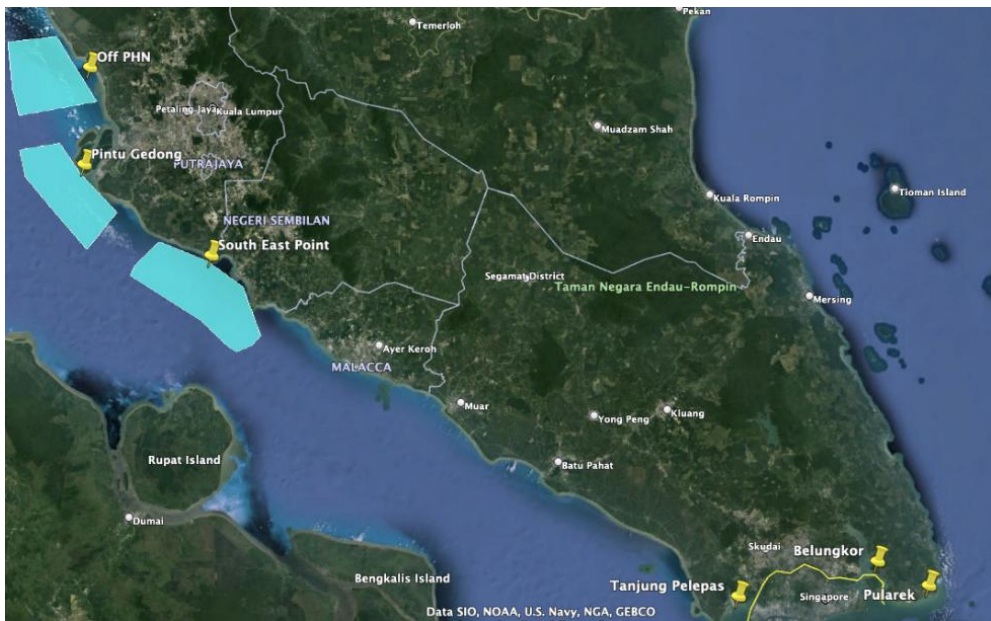 Pekan
Temerloh
Off PHN
Petaling Jaya
Kuala Lumpur
Muadzam Shah
Pintu Gedong
PUTRAJAYA
Tioman Island
Kuala Rompin
NEGERI SEMBILAN
South East Point
Endau
Segamat District
Taman Negara Endau-Rompin
Mersing
Ayer Keroh
MALACCA
Muar
Kluang
Yong Peng
Rupat Island
Batu Pahat
Dumai
Skudai
Belungkor
Bengkalis Island
Tanjung Pelepas
Singapore
Pularek
Data SIO, NOAA, U.S. Navy, NGA, GEBCO